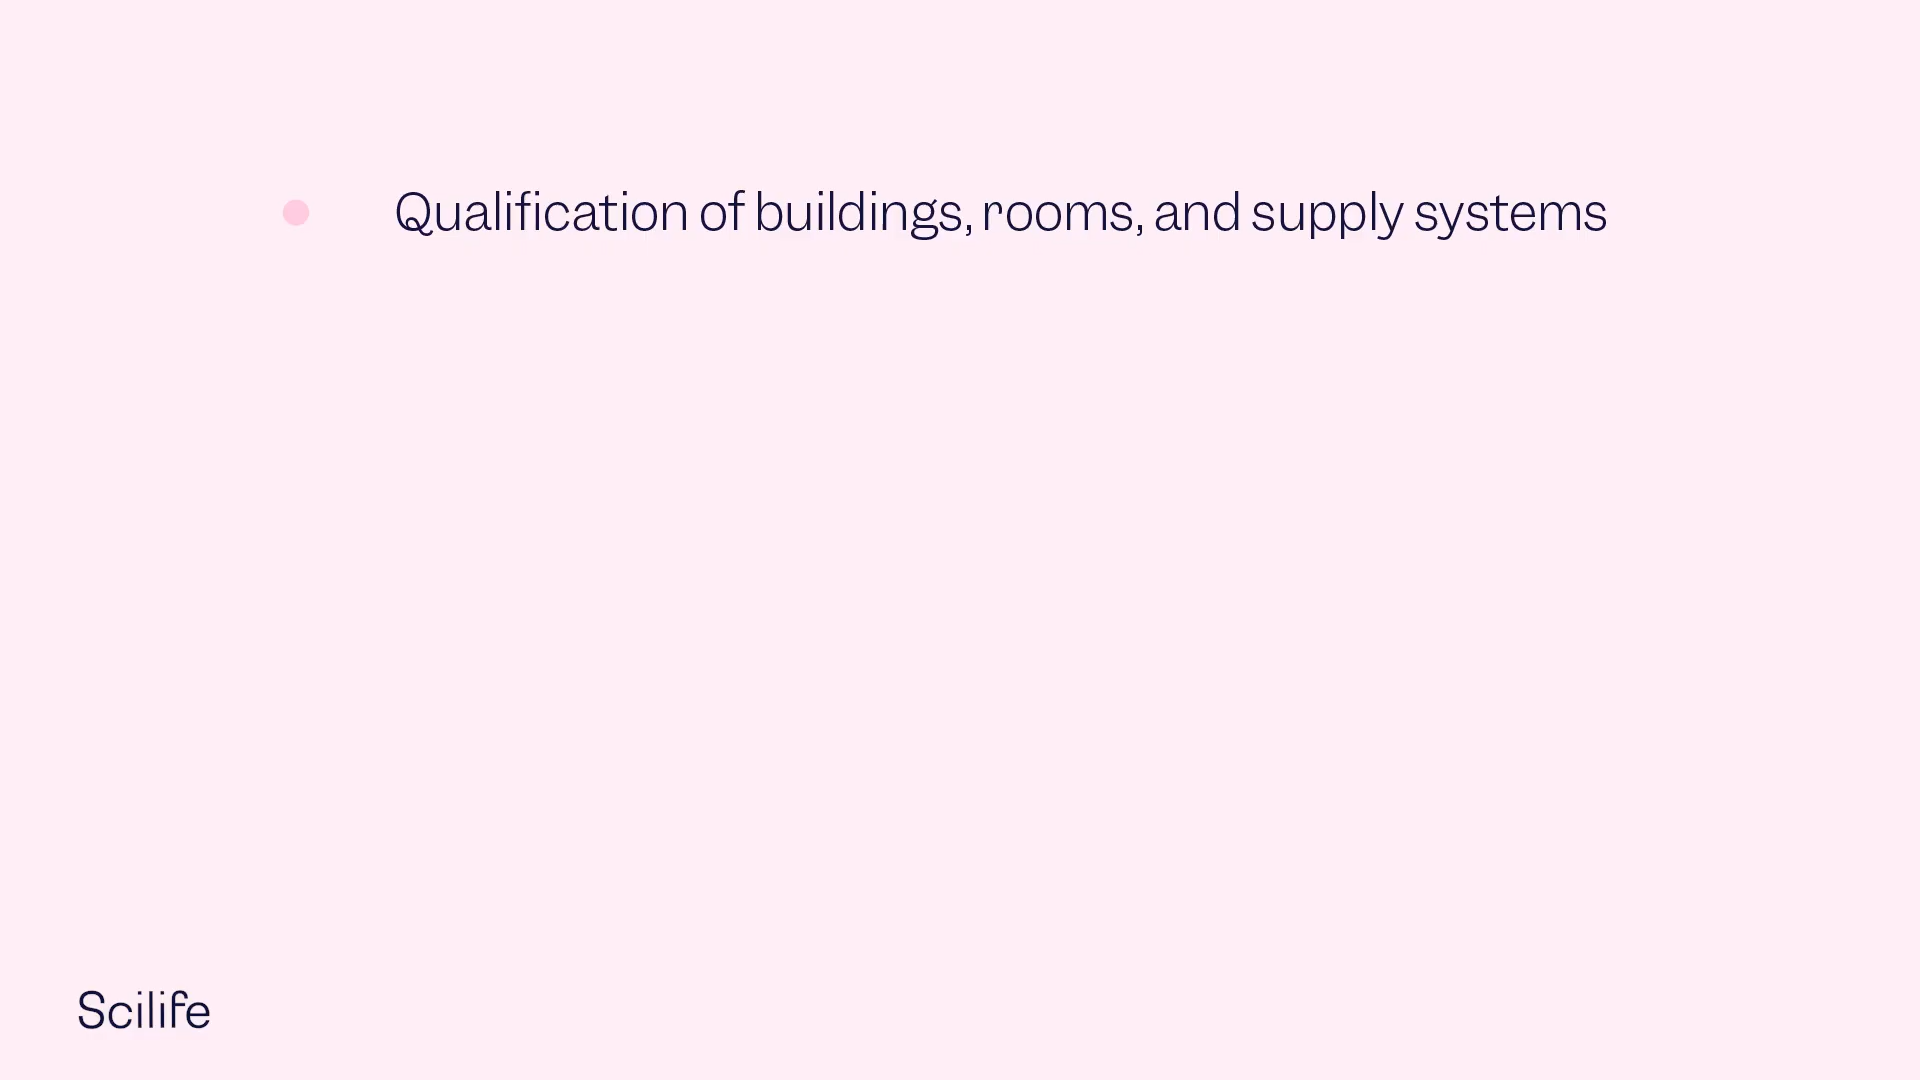 Qualification of buildings, rooms, and supply systems
Scilife